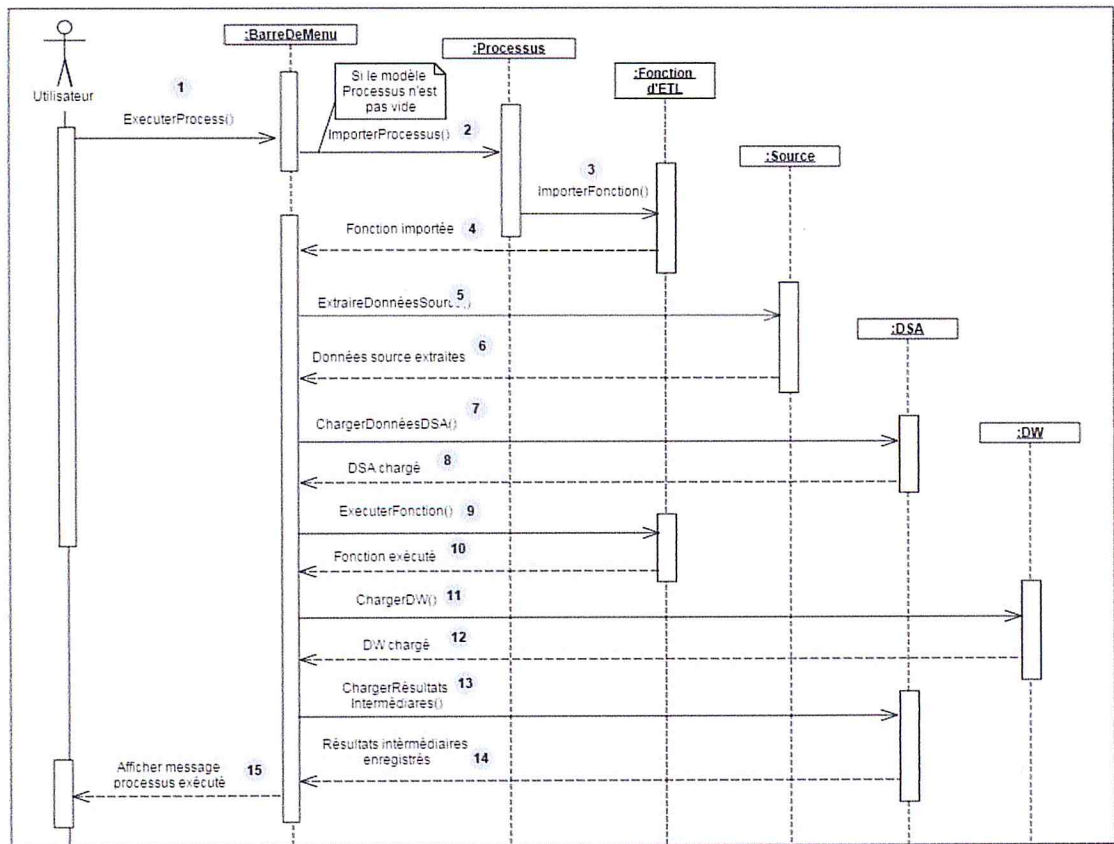 :BarreDeMenu
:Processus
:Fonction
d'ETL
:Source
:DSA
:DW
Utilisateur
Si le modèle
Processus n'est
pas vide
1
ExecuterProcess()
ImporterProcessus() 2
3
ImporterFonction()
Fonction importée 4
5
ExtraireDonnéesSource()
6
Données source extraites
7
ChargerDonnéesDSA()
DSA chargé 8
ExecuterFonction() 9
Fonction exécuté 10
ChargerDW() 11
DW chargé 12
ChargerRésultats 13
Intermédiares()
Résultats intérmédiaires
enregistrés 14
Afficher message 15
processus exécuté